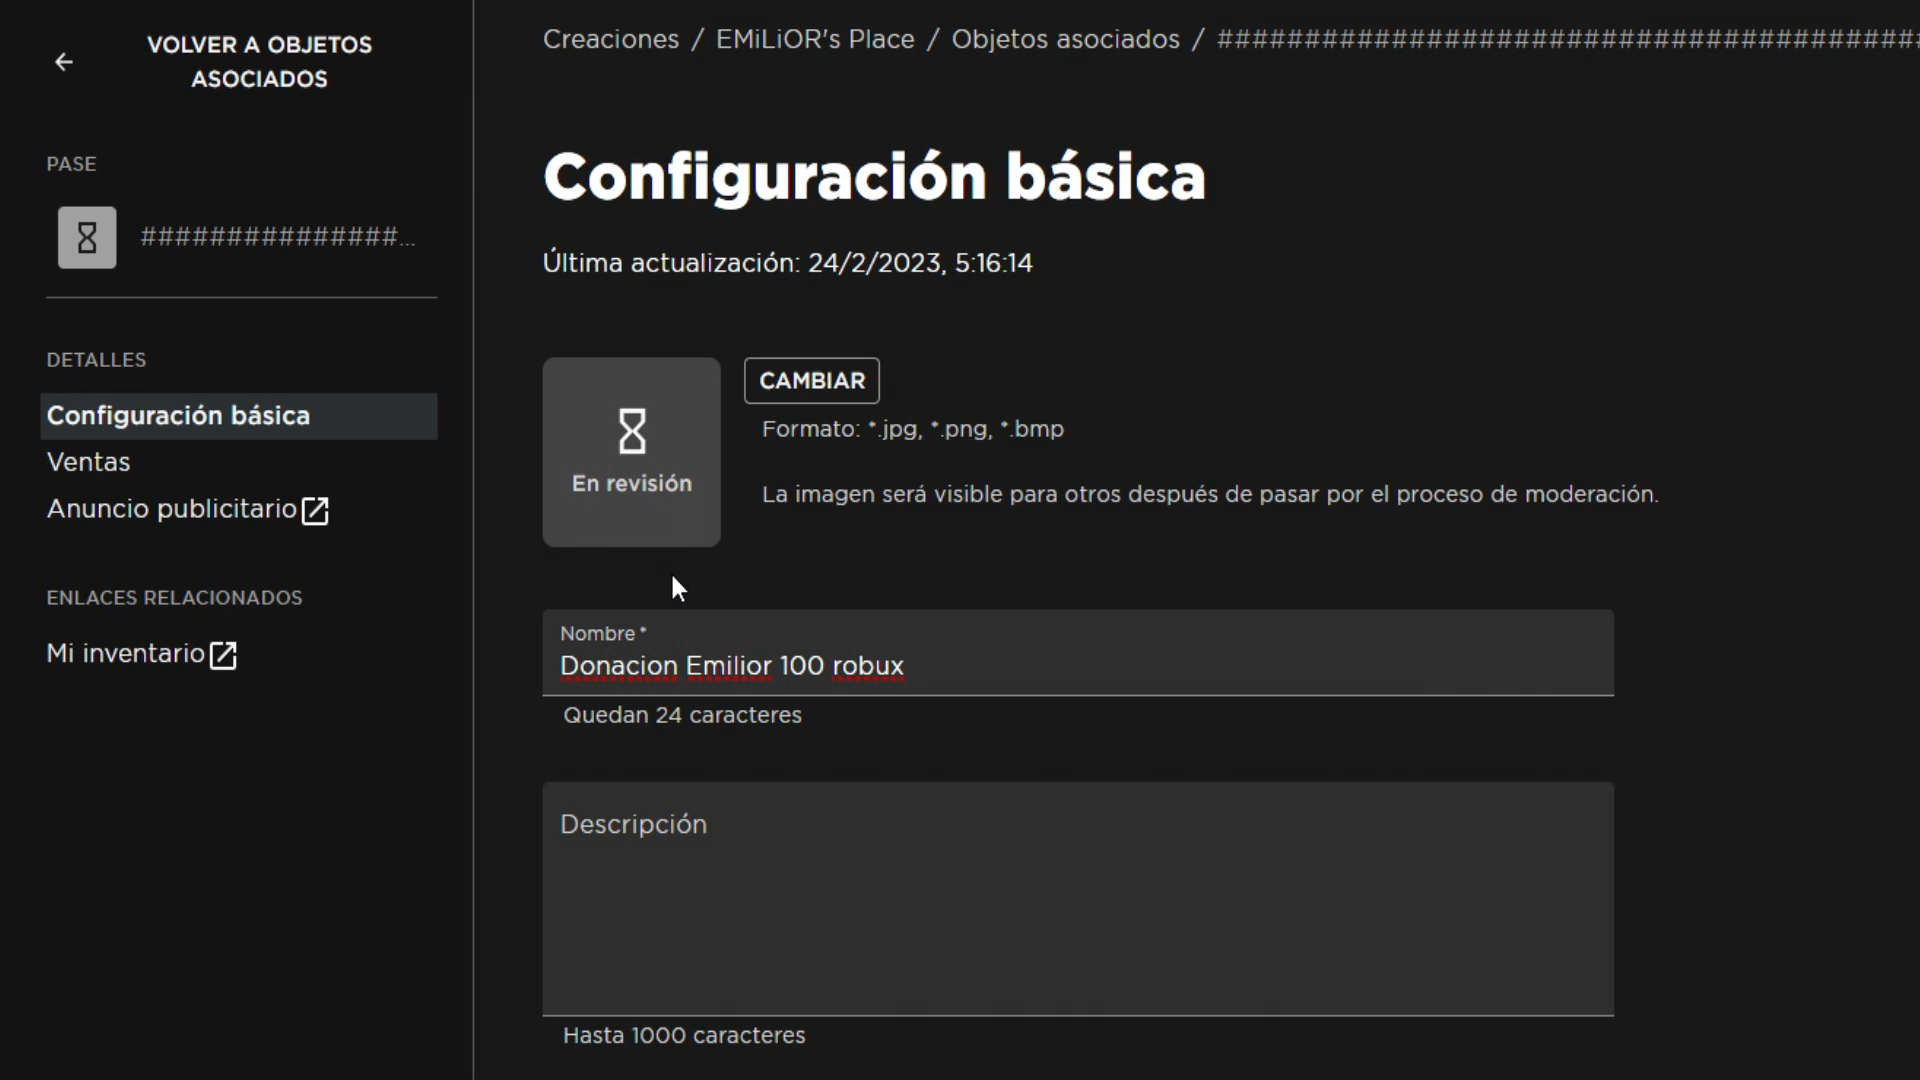 VOLVER A OBJETOS
ASOCIADOS
PASE
###############...
DETALLES
Configuración básica
Ventas
Anuncio publicitario
ENLACES RELACIONADOS
Mi inventario
Creaciones / EMiLiOR's Place / Objetos asociados / ########################################
Configuración básica
Última actualización: 24/2/2023, 5:16:14
En revisión
CAMBIAR
Formato: *.jpg, *.png, *.bmp
La imagen será visible para otros después de pasar por el proceso de moderación.
Nombre *
Donacion Emilior 100 robux
Quedan 24 caracteres
Descripción
Hasta 1000 caracteres